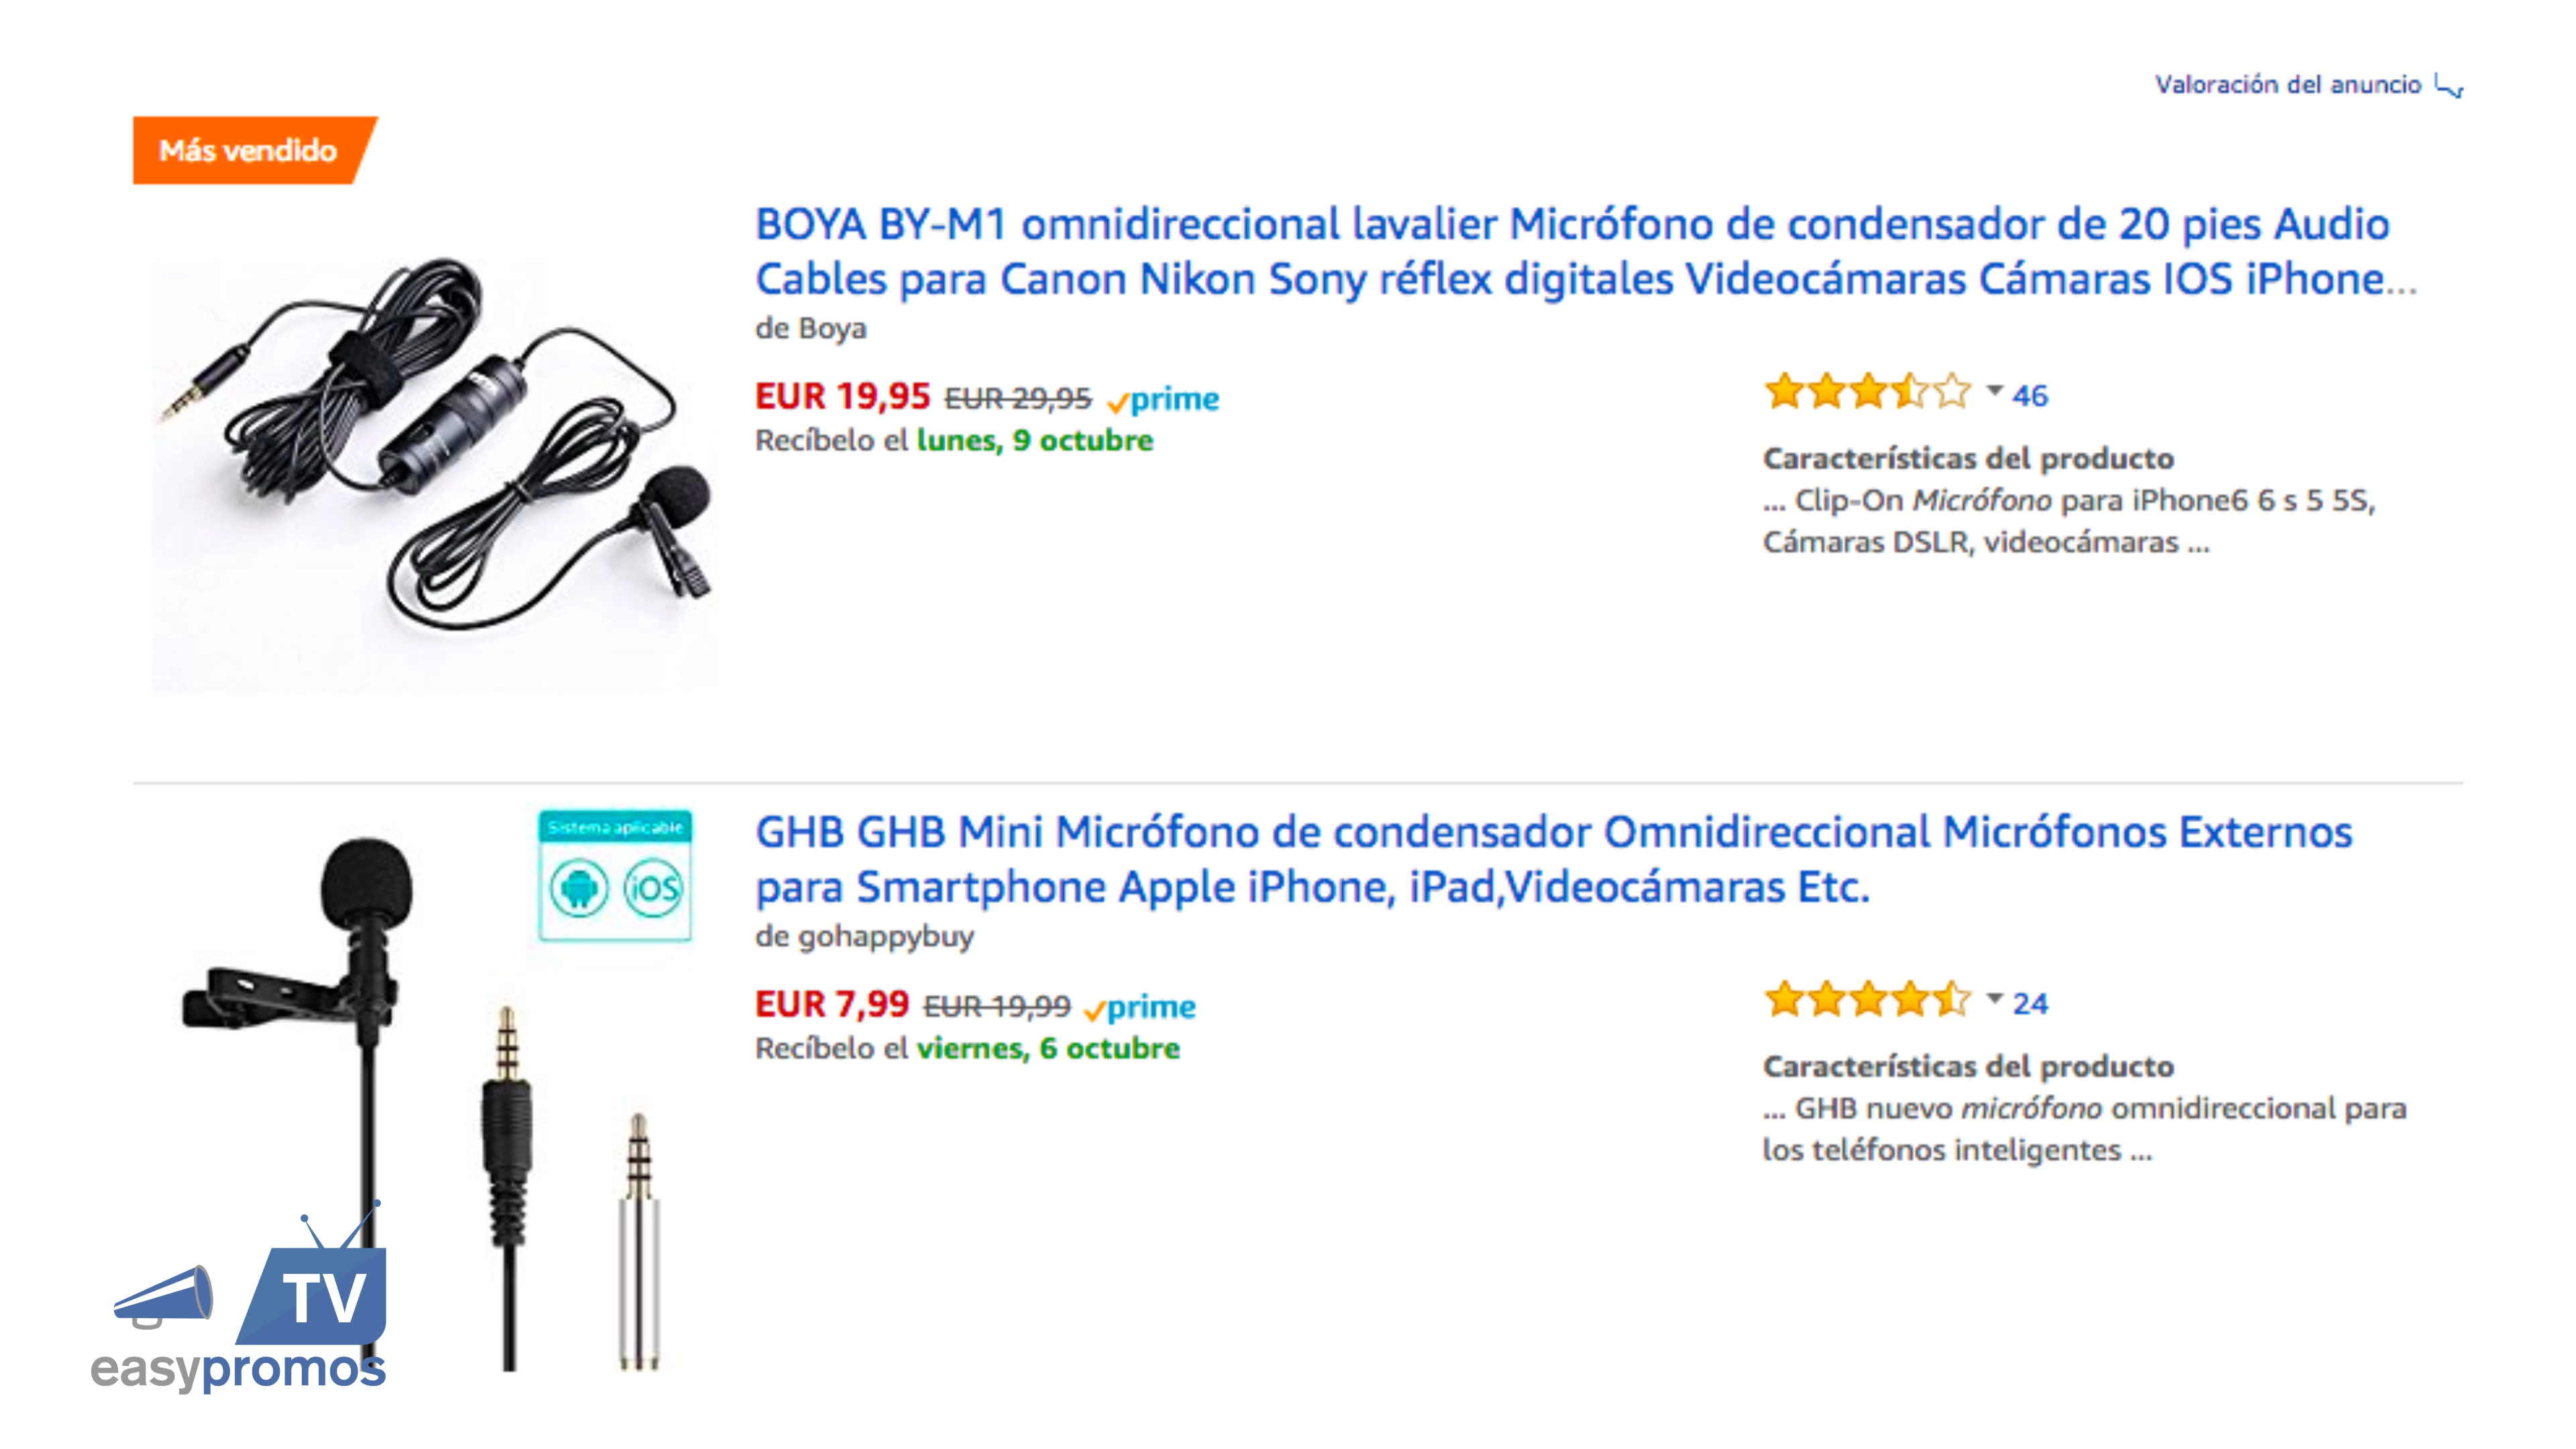 Valoración del anuncio
Más vendido
BOYA BY-M1 omnidireccional lavalier Micrófono de condensador de 20 pies Audio
Cables para Canon Nikon Sony réflex digitales Videocámaras Cámaras IOS iPhone...
de Boya
EUR 19,95 EUR 29,95 prime
Recíbelo el lunes, 9 octubre
46
Características del producto
... Clip-On Micrófono para iPhone6 6 s 5 5S,
Cámaras DSLR, videocámaras ...
Sistema aplicable
iOS
GHB GHB Mini Micrófono de condensador Omnidireccional Micrófonos Externos
para Smartphone Apple iPhone, iPad,Videocámaras Etc.
de gohappybuy
EUR 7,99 EUR 19,99 prime
Recíbelo el viernes, 6 octubre
24
Características del producto
... GHB nuevo micrófono omnidireccional para
los teléfonos inteligentes ...
TV
easypromos